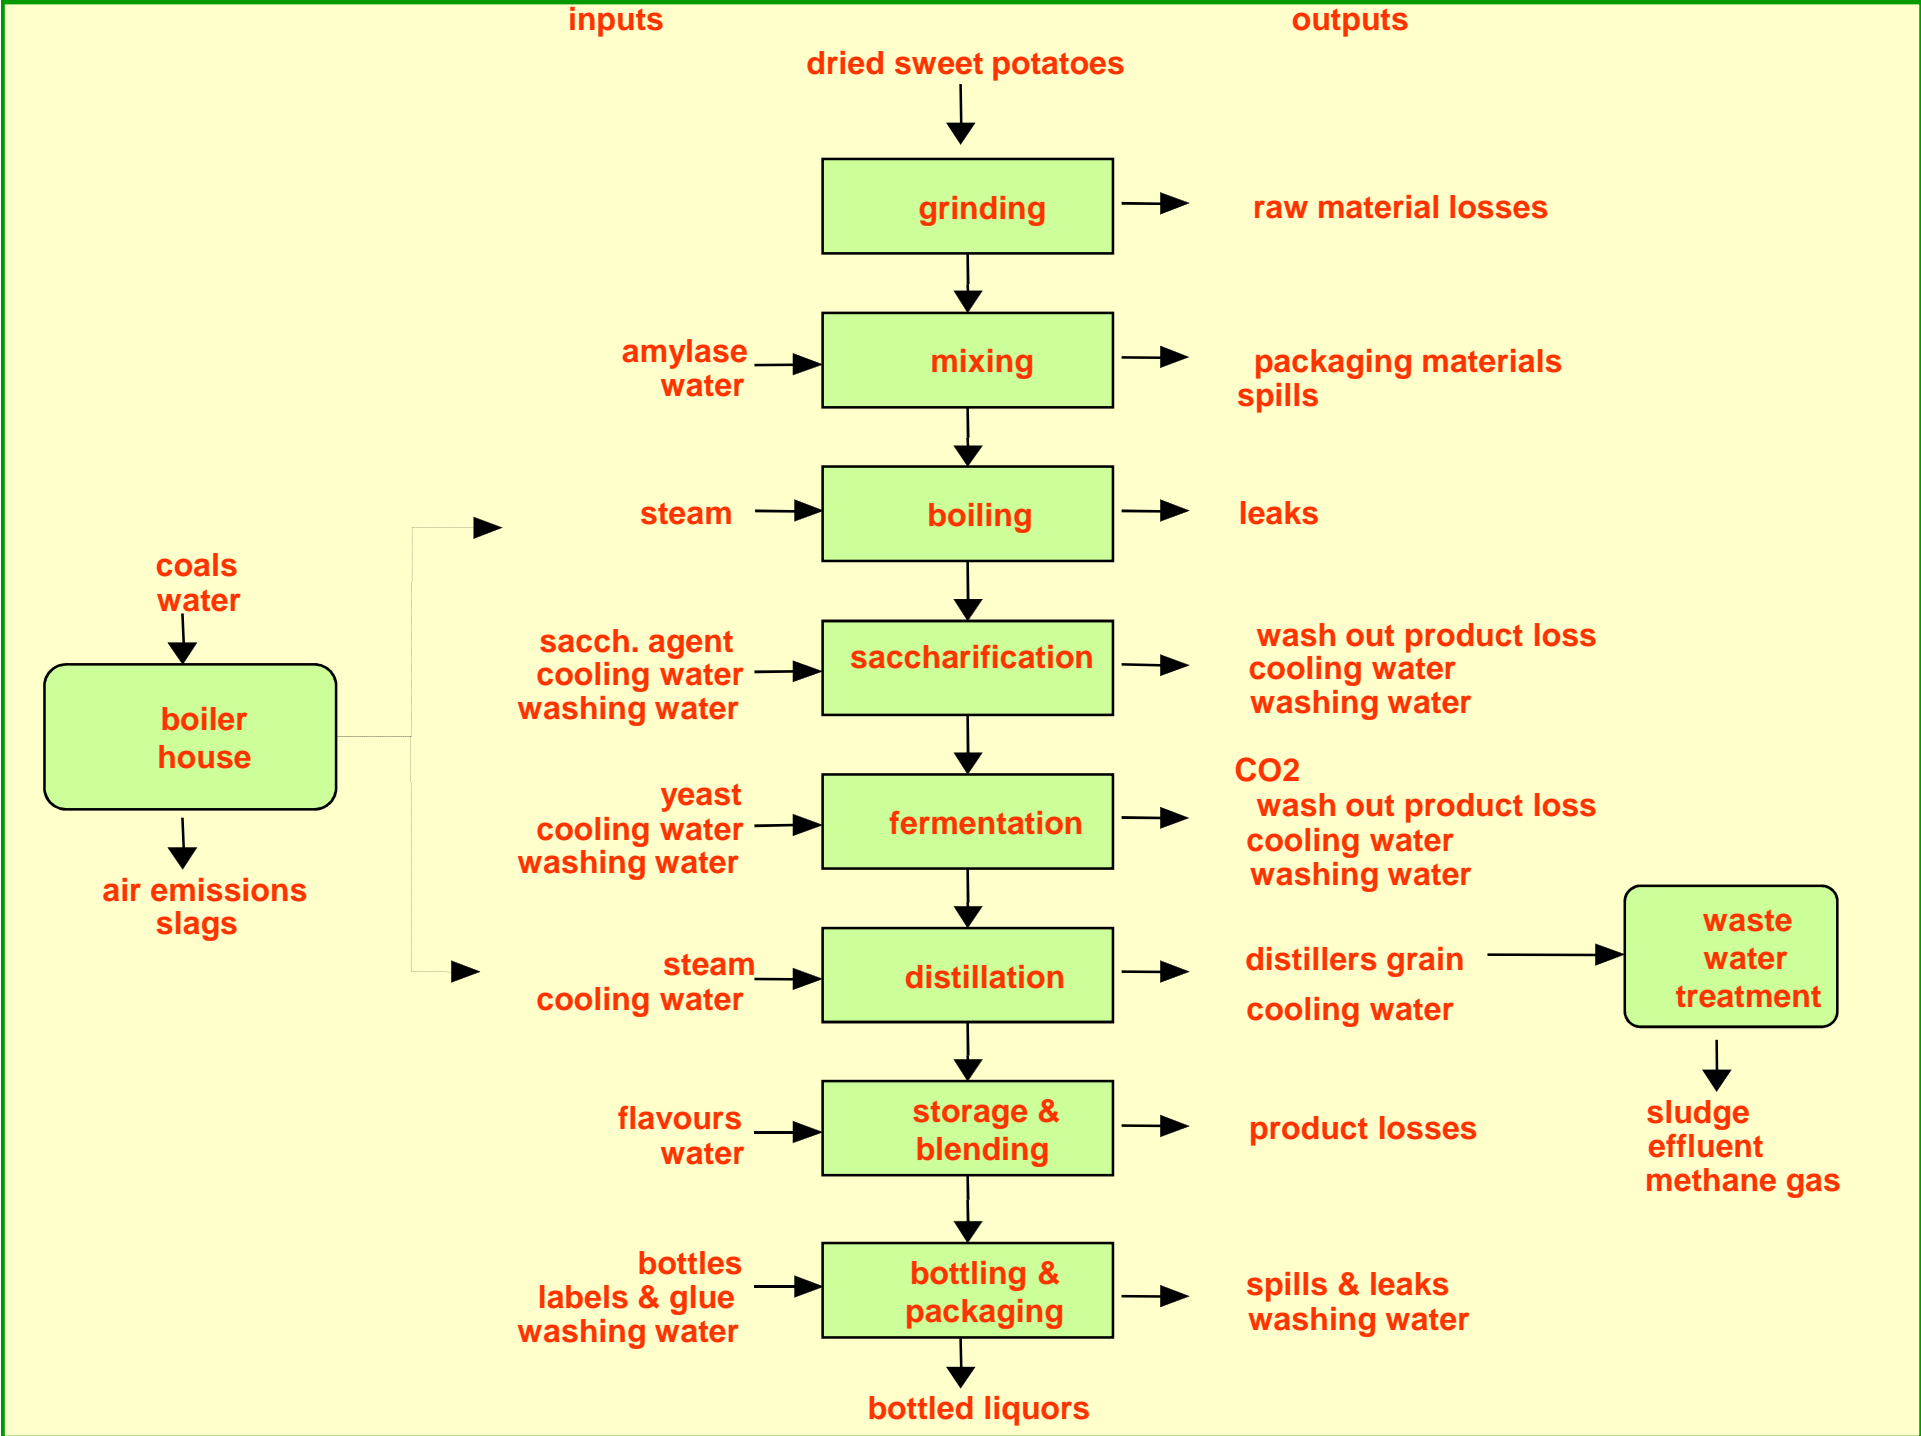 inputs
outputs
dried sweet potatoes
grinding
raw material losses
amylase
water
mixing
packaging materials
spills
steam
boiling
leaks
coals
water
boiler
house
air emissions
slags
sacch. agent
cooling water
washing water
saccharification
wash out product loss
cooling water
washing water
yeast
cooling water
washing water
fermentation
CO2
wash out product loss
cooling water
washing water
steam
cooling water
distillation
distillers grain
cooling water
waste
water
treatment
sludge
effluent
methane gas
flavours
water
storage &
blending
product losses
bottles
labels & glue
washing water
bottling &
packaging
spills & leaks
washing water
bottled liquors